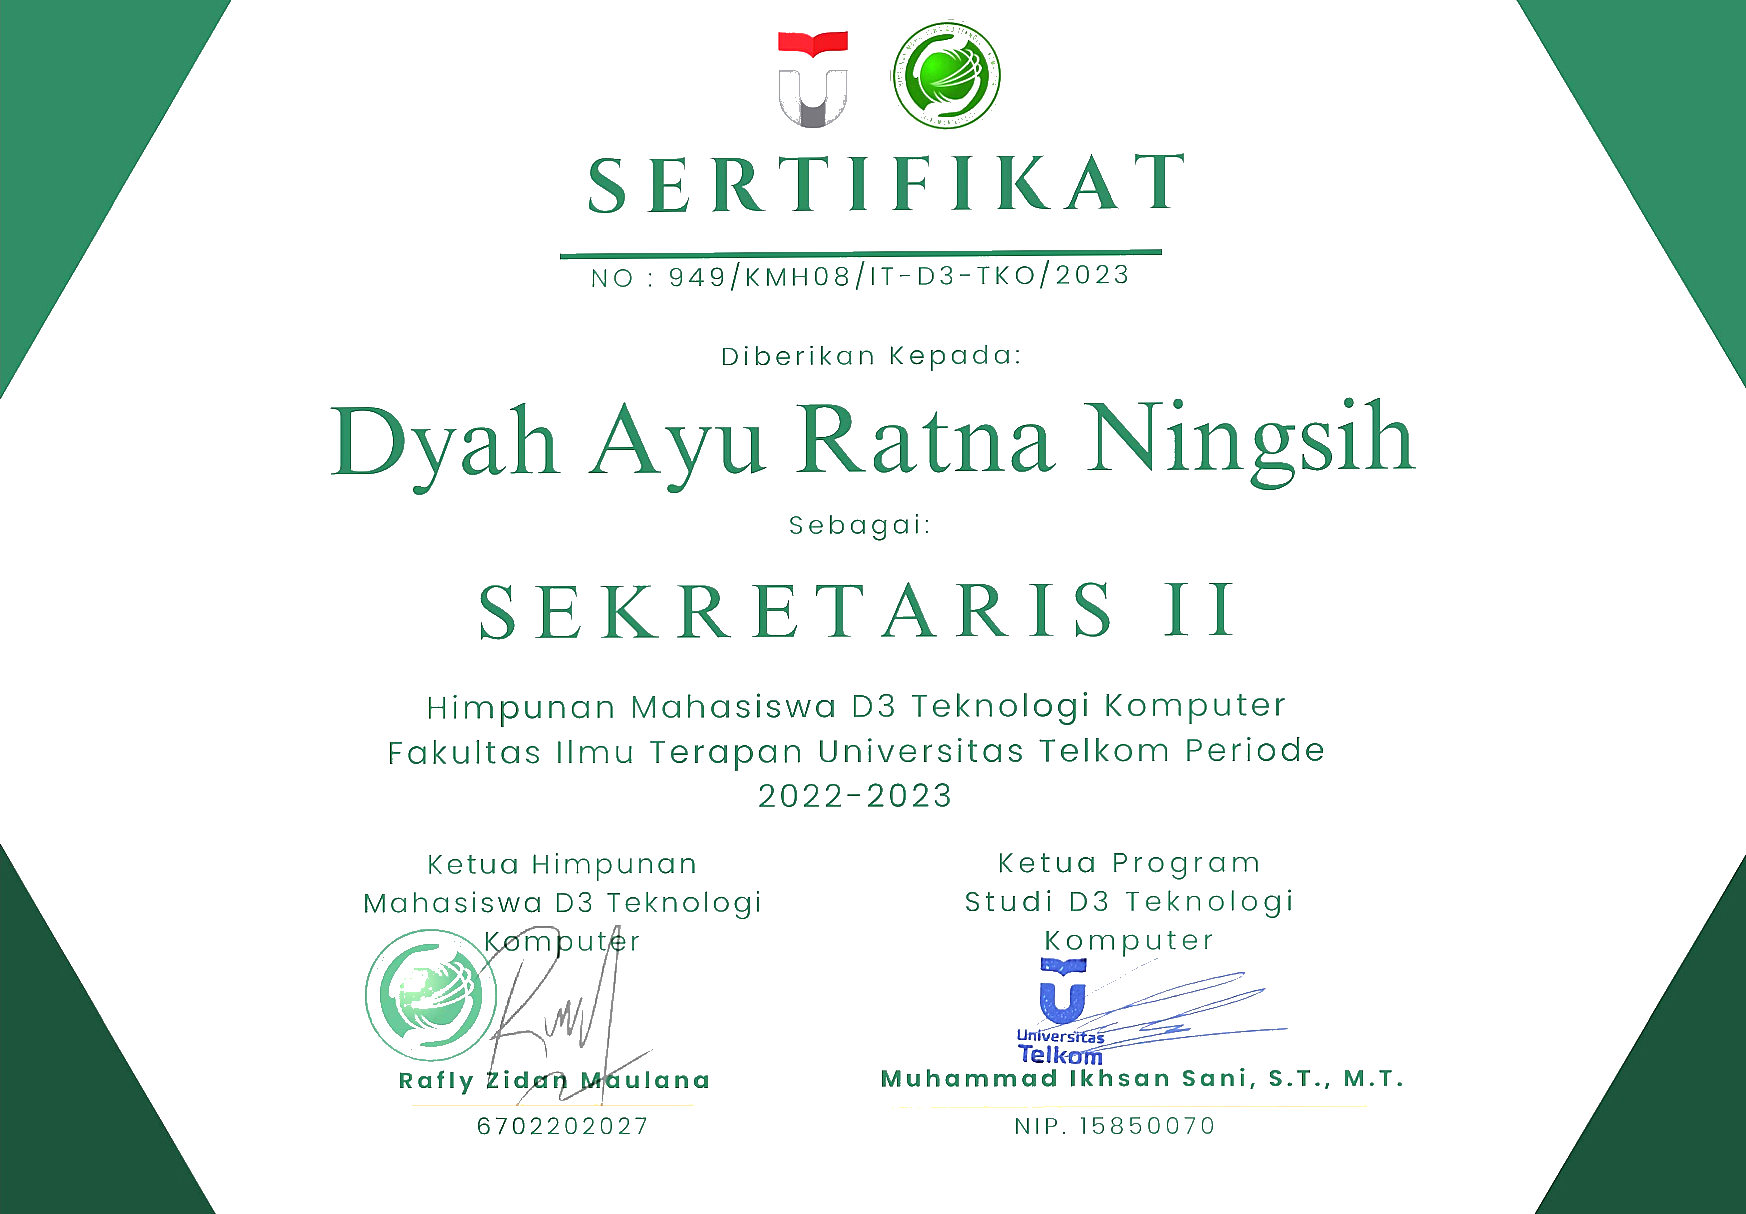 SERTIFIKAT
NO : 949/KMH08/IT-D3-TKO/2023
Diberikan Kepada:
Dyah Ayu Ratna Ningsih
Sebagai:
SEKRETARIS II
Himpunan Mahasiswa D3 Teknologi Komputer
Fakultas Ilmu Terapan Universitas Telkom Periode
2022-2023
Ketua Himpunan
Mahasiswa D3 Teknologi
Komputer
Rafly Zidan Maulana
6702202027
Ketua Program
Studi D3 Teknologi
Komputer
Universitas
Telkom
Muhammad Ikhsan Sani, S.T., M.T.
NIP. 15850070